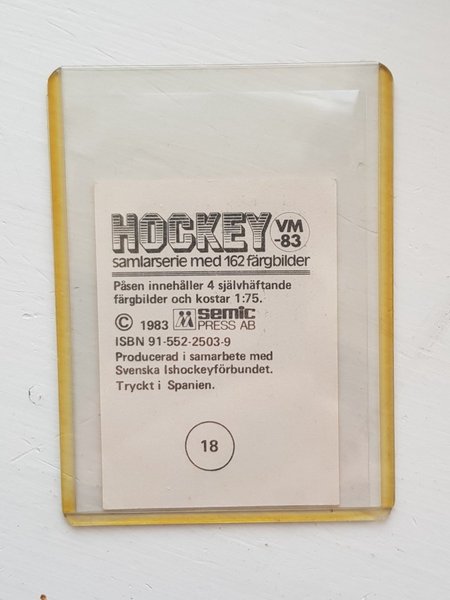 HOCKEY VM -83
samlarserie med 162 färgbilder
Påsen innehåller 4 självhäftande
färgbilder och kostar 1:75.
© 1983 semic
PRESS AB
ISBN 91-552-2503-9
Producerad i samarbete med
Svenska Ishockeyförbundet.
Tryckt i Spanien.
18